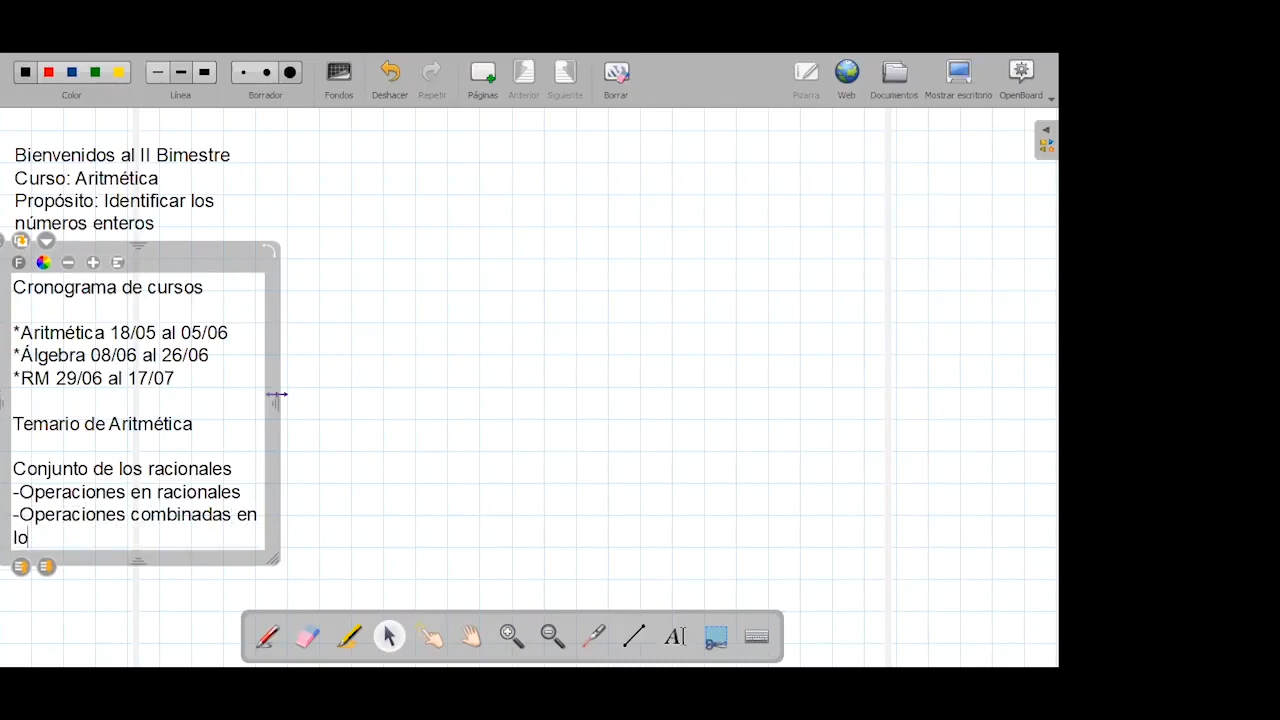 Color
Línea
Borrador
Fondos
Deshacer
Repetir
Páginas
Anterior
Siguiente
Borrar
Pizarra
Web
Documentos
Mostrar escritorio
OpenBoard
Bienvenidos al II Bimestre
Curso: Aritmética
Propósito: Identificar los
números enteros
F
Cronograma de cursos
*Aritmética 18/05 al 05/06
*Álgebra 08/06 al 26/06
*RM 29/06 al 17/07
Temario de Aritmética
Conjunto de los racionales
-Operaciones en racionales
-Operaciones combinadas en
lo